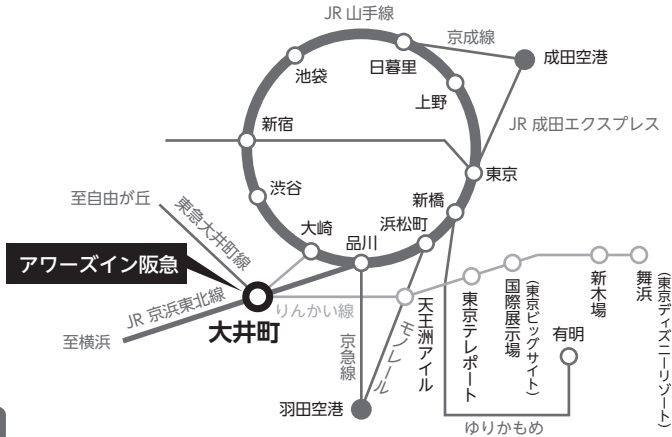 JR 山手線
京成線
成田空港
日暮里
池袋
上野
JR 成田エクスプレス
新宿
東京
渋谷
新橋
至自由が丘
東急大井町線
大崎
品川
浜松町
アワーズイン阪急
JR 京浜東北線
大井町
りんかい線
至横浜
京急線
モノレール
羽田空港
天王洲アイル
東京テレポート
国際展示場
(東京ビッグサイト)
有明
新木場
舞浜
(東京ディズニーリゾート)
ゆりかもめ